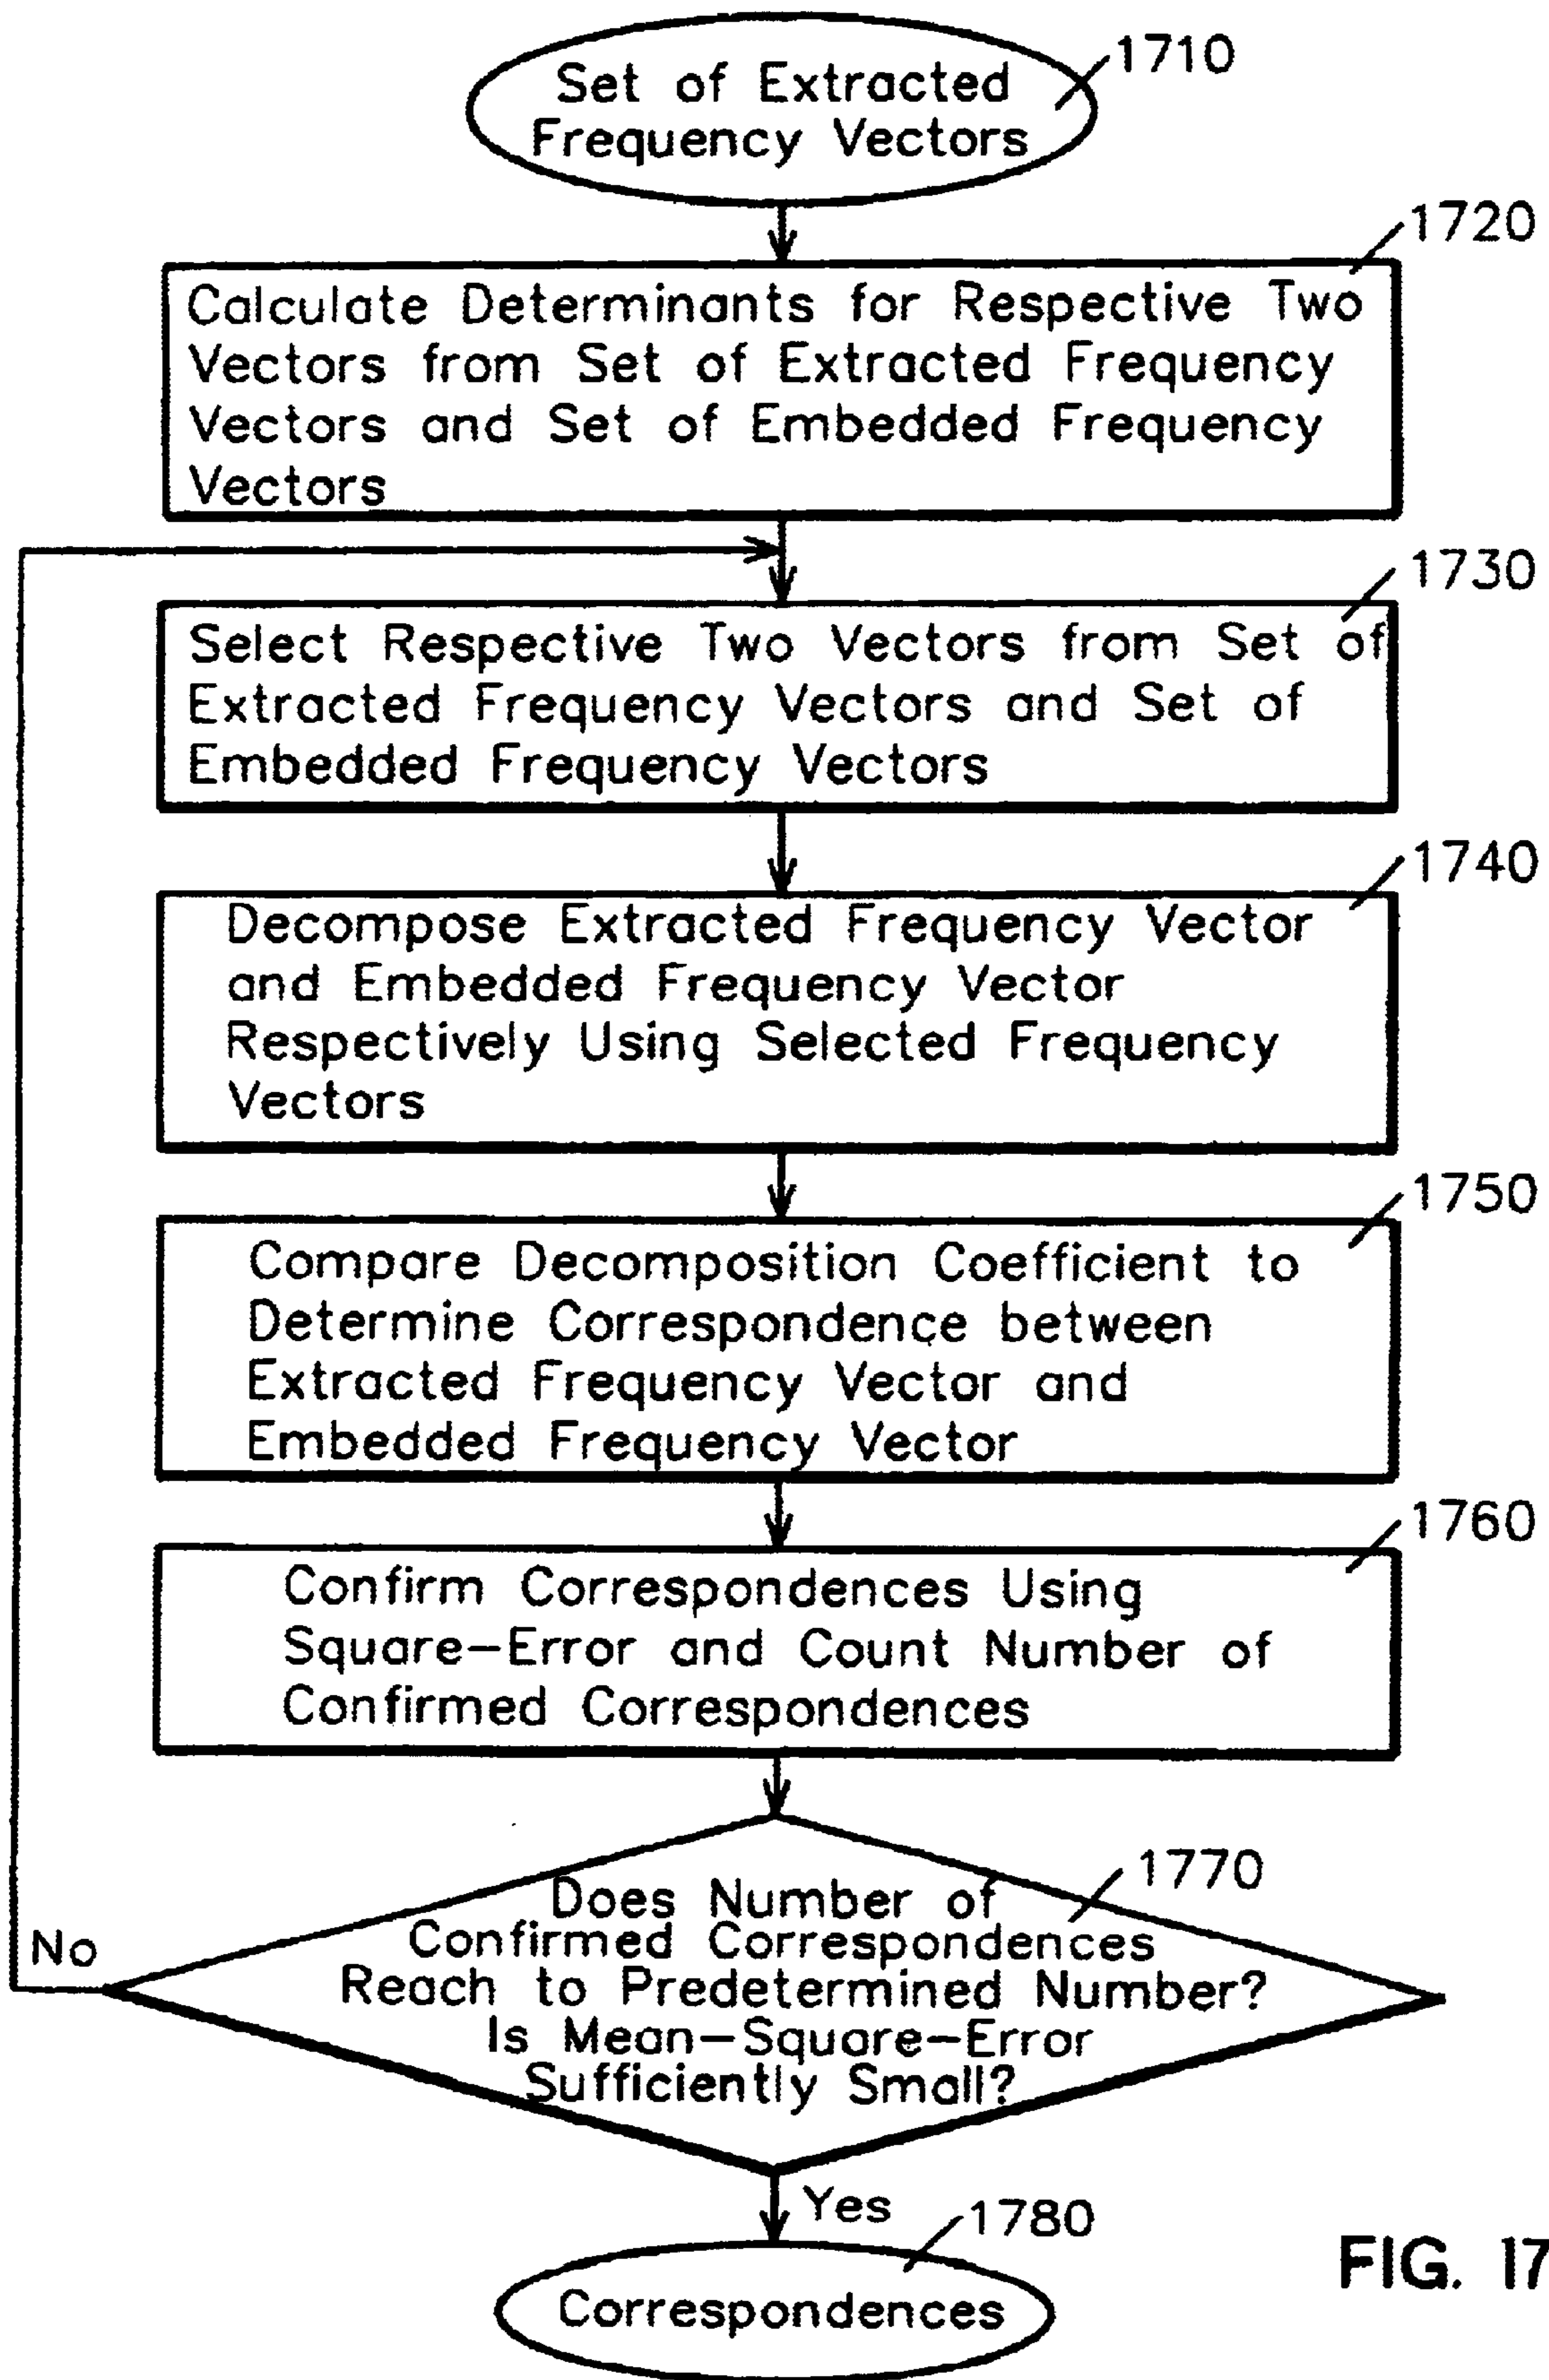 1710
Set of Extracted
Frequency Vectors
1720
Calculate Determinants for Respective Two
Vectors from Set of Extracted Frequency
Vectors and Set of Embedded Frequency
Vectors
1730
Select Respective Two Vectors from Set of
Extracted Frequency Vectors and Set of
Embedded Frequency Vectors
1740
Decompose Extracted Frequency Vector
and Embedded Frequency Vector
Respectively Using Selected Frequency
Vectors
1750
Compare Decomposition Coefficient to
Determine Correspondence between
Extracted Frequency Vector and
Embedded Frequency Vector
1760
Confirm Correspondences Using
Square-Error and Count Number of
Confirmed Correspondences
1770
Does Number of
Confirmed Correspondences
Reach to Predetermined Number?
Is Mean-Square-Error
Sufficiently Small?
No
Yes
1780
Correspondences
FIG. 17